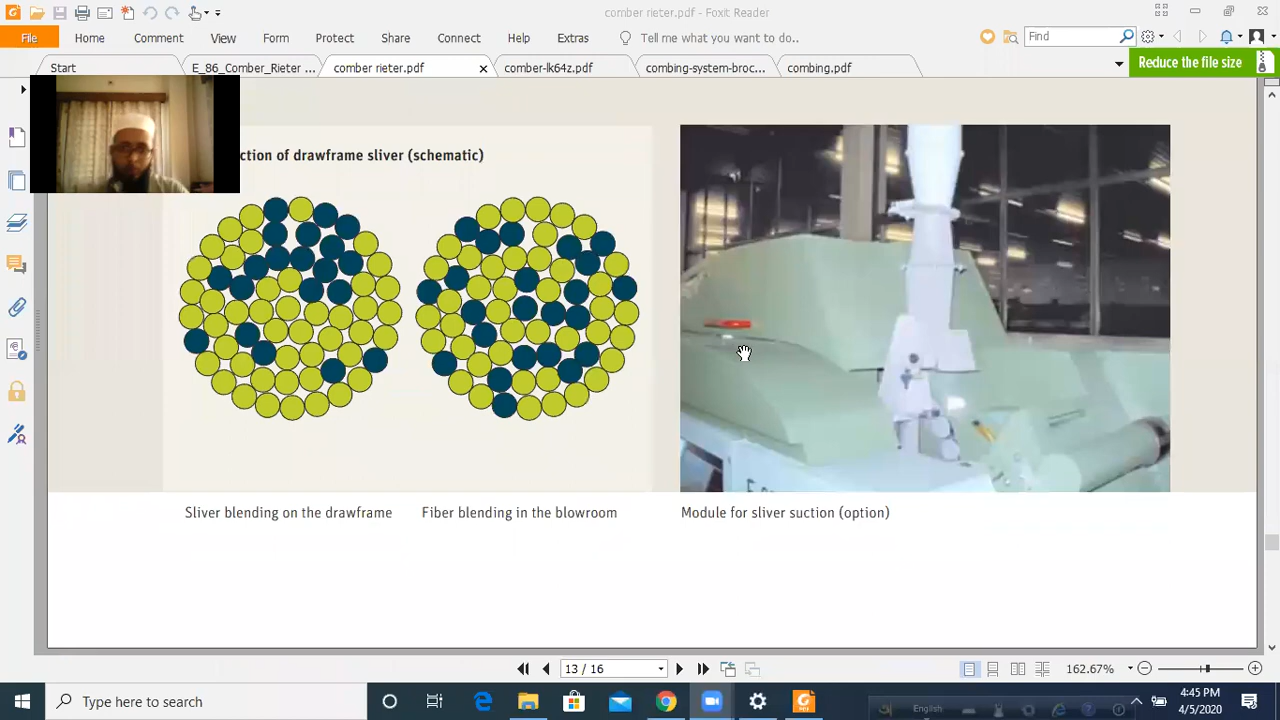 comber rieter.pdf - Foxit Reader
File Home Comment View Form Protect Share Connect Help Extras Tell me what you want to do.. Find
Start E_86_Comber_Rieter ... comber rieter.pdf comber-lk64z.pdf combing-system-broc... combing.pdf Reduce the file size
ction of drawframe sliver (schematic)
Sliver blending on the drawframe Fiber blending in the blowroom Module for sliver suction (option)
13 / 16 162.67%
Type here to search English 4:45 PM
4/5/2020